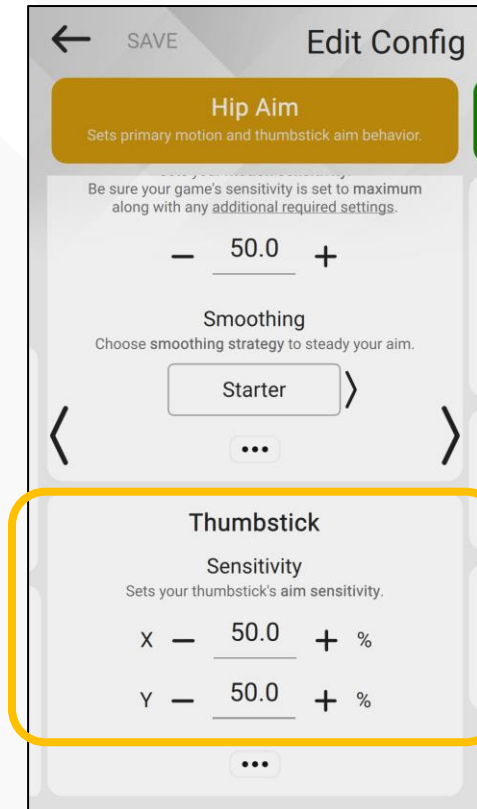 SAVE Edit Config
Hip Aim
Sets primary motion and thumbstick aim behavior.
Be sure your game's sensitivity is set to maximum
along with any additional required settings.
− 50.0 +
Smoothing
Choose smoothing strategy to steady your aim.
Starter
•••
Thumbstick
Sensitivity
Sets your thumbstick's aim sensitivity.
X − 50.0 + %
Y − 50.0 + %
•••